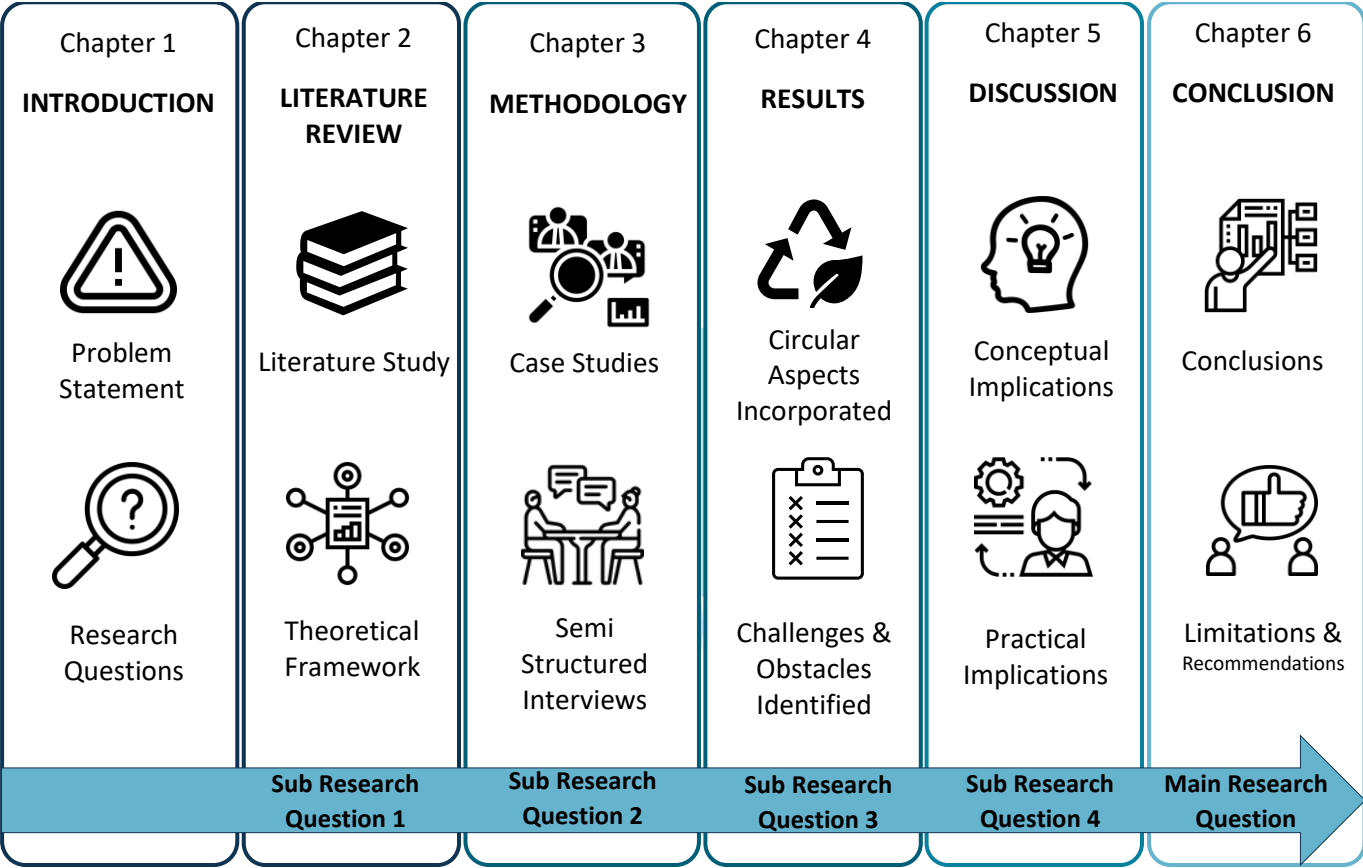 Chapter 1
INTRODUCTION
Problem
Statement
?
Research
Questions
Chapter 2
LITERATURE
REVIEW
Literature Study
Theoretical
Framework
Sub Research
Question 1
Chapter 3
METHODOLOGY
Case Studies
Semi
Structured
Interviews
Sub Research
Question 2
Chapter 4
RESULTS
Circular
Aspects
Incorporated
Challenges &
Obstacles
Identified
Sub Research
Question 3
Chapter 5
DISCUSSION
Conceptual
Implications
Practical
Implications
Sub Research
Question 4
Chapter 6
CONCLUSION
Conclusions
Limitations &
Recommendations
Main Research
Question